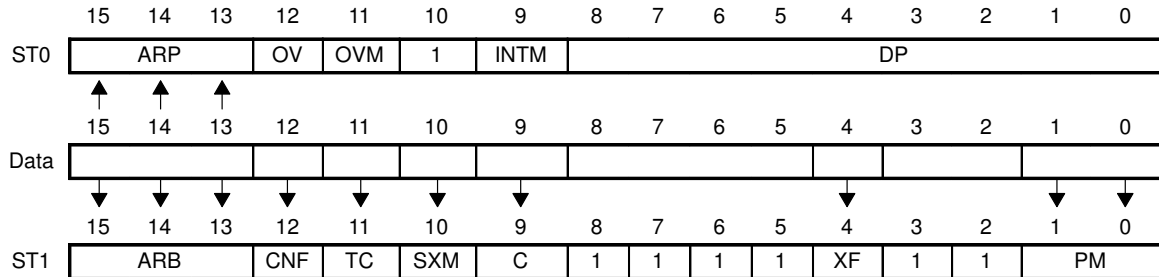 15 14 13 12 11 10 9 8 7 6 5 4 3 2 1 0
ST0 ARP OV OVM 1 INTM DP
15 14 13 12 11 10 9 8 7 6 5 4 3 2 1 0
Data
15 14 13 12 11 10 9 8 7 6 5 4 3 2 1 0
ST1 ARB CNF TC SXM C 1 1 1 1 XF 1 1 PM